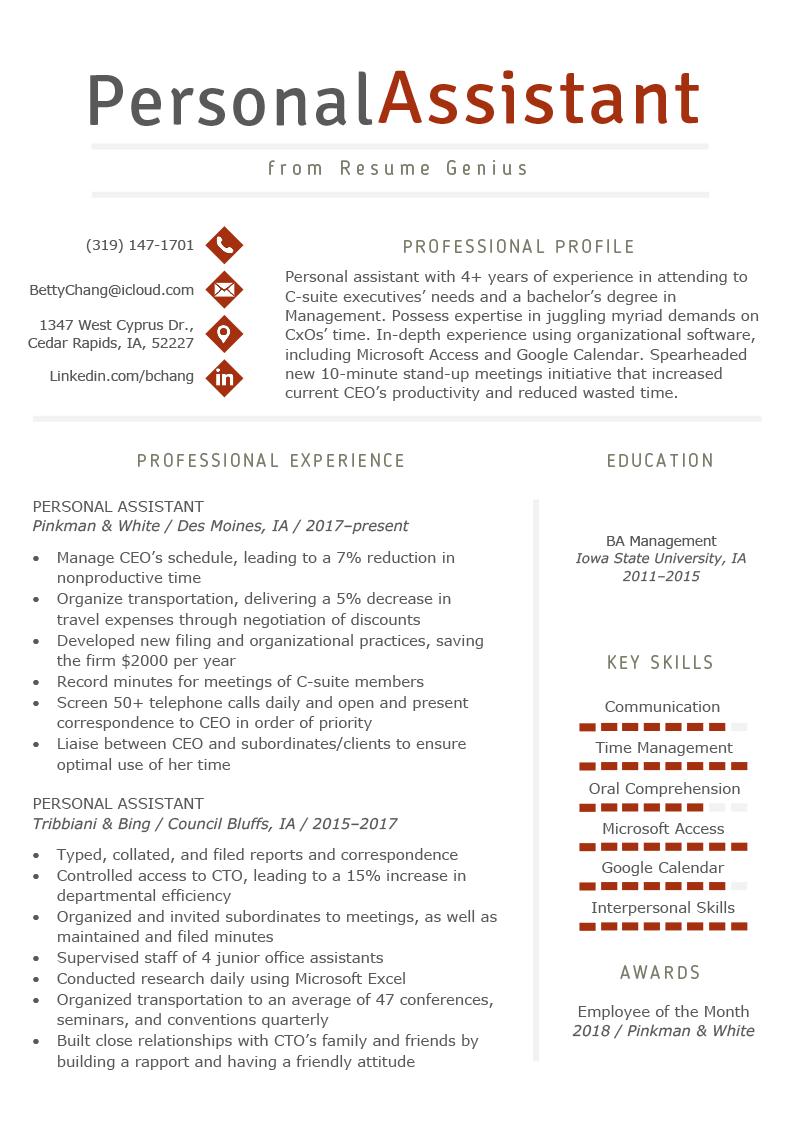 PersonalAssistant
from Resume Genius
(319) 147-1701
BettyChang@icloud.com
1347 West Cyprus Dr.,
Cedar Rapids, IA, 52227
Linkedin.com/bchang
in
PROFESSIONAL PROFILE
Personal assistant with 4+ years of experience in attending to
C-suite executives’ needs and a bachelor’s degree in
Management. Possess expertise in juggling myriad demands on
CxOs’ time. In-depth experience using organizational software,
including Microsoft Access and Google Calendar. Spearheaded
new 10-minute stand-up meetings initiative that increased
current CEO’s productivity and reduced wasted time.
PROFESSIONAL EXPERIENCE
PERSONAL ASSISTANT
Pinkman & White / Des Moines, IA / 2017–present
• Manage CEO’s schedule, leading to a 7% reduction in
nonproductive time
• Organize transportation, delivering a 5% decrease in
travel expenses through negotiation of discounts
• Developed new filing and organizational practices, saving
the firm $2000 per year
• Record minutes for meetings of C-suite members
• Screen 50+ telephone calls daily and open and present
correspondence to CEO in order of priority
• Liaise between CEO and subordinates/clients to ensure
optimal use of her time
PERSONAL ASSISTANT
Tribbiani & Bing / Council Bluffs, IA / 2015–2017
• Typed, collated, and filed reports and correspondence
• Controlled access to CTO, leading to a 15% increase in
departmental efficiency
• Organized and invited subordinates to meetings, as well as
maintained and filed minutes
• Supervised staff of 4 junior office assistants
• Conducted research daily using Microsoft Excel
• Organized transportation to an average of 47 conferences,
seminars, and conventions quarterly
• Built close relationships with CTO’s family and friends by
building a rapport and having a friendly attitude
EDUCATION
BA Management
Iowa State University, IA
2011–2015
KEY SKILLS
Communication
Time Management
Oral Comprehension
Microsoft Access
Google Calendar
Interpersonal Skills
AWARDS
Employee of the Month
2018 / Pinkman & White